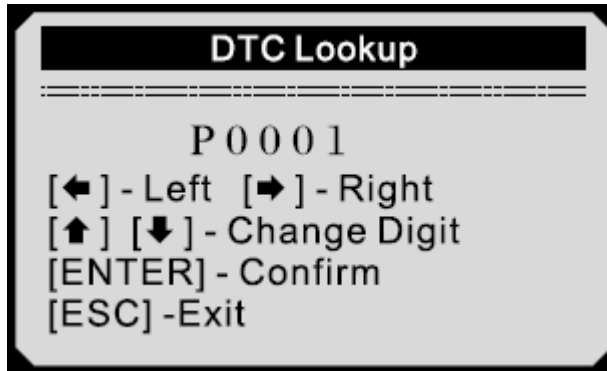 DTC Lookup
P0001
[←] - Left [→] - Right
[↑] [↓] - Change Digit
[ENTER] - Confirm
[ESC] -Exit